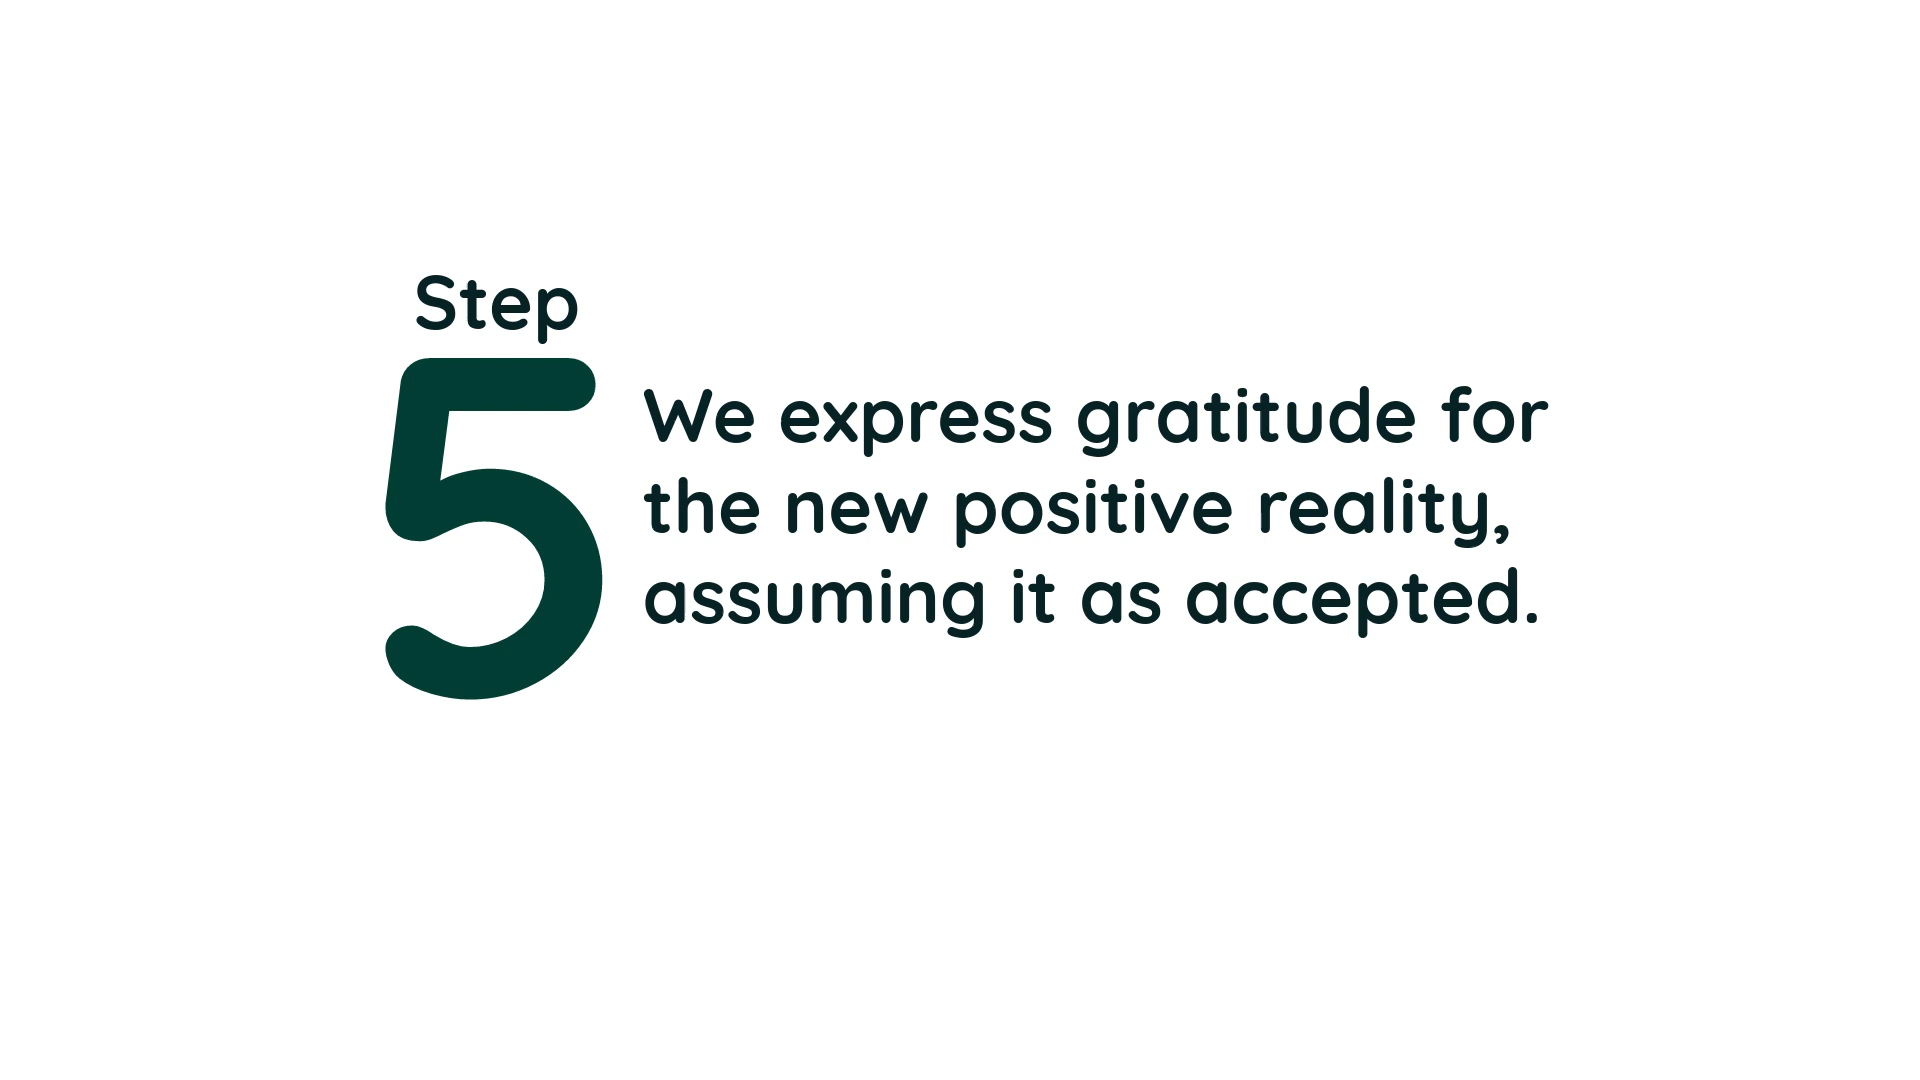 Step
5
We express gratitude for
the new positive reality,
assuming it as accepted.